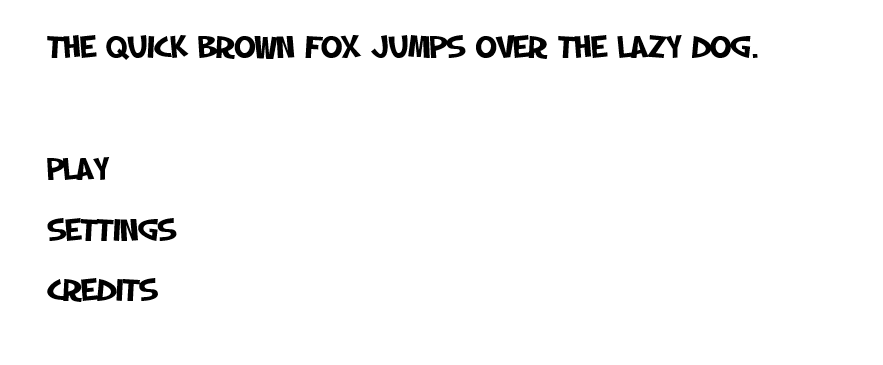 THE QUICK BROWN FOX JUMPS OVER THE LAZY DOG.
PLAY
SETTINGS
CREDITS